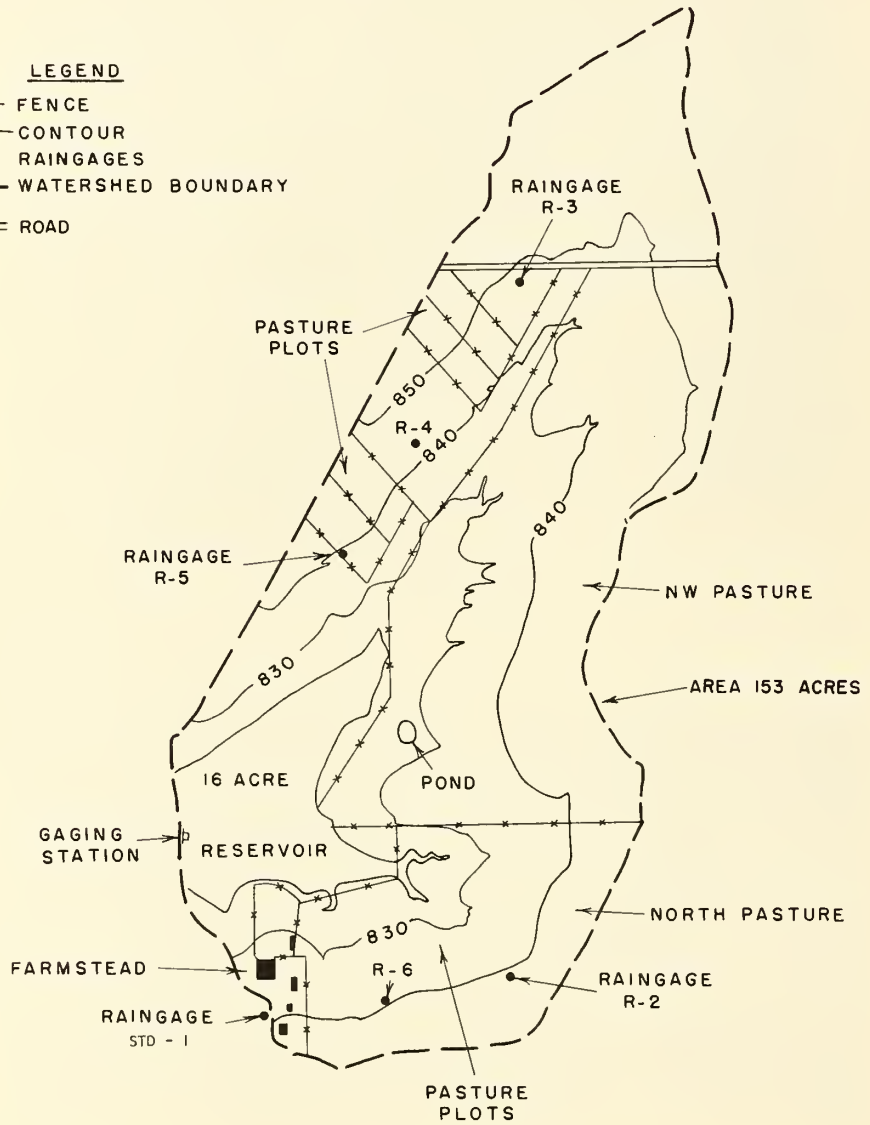 LEGEND
FENCE
CONTOUR
RAINGAGES
WATERSHED BOUNDARY
ROAD
RAINGAGE
R-3
PASTURE
PLOTS
850
R-4
840
840
RAINGAGE
R-5
NW PASTURE
830
AREA 153 ACRES
16 ACRE
POND
GAGING
STATION
RESERVOIR
NORTH PASTURE
830
FARMSTEAD
R-6
RAINGAGE
R-2
RAINGAGE
STD - 1
PASTURE
PLOTS